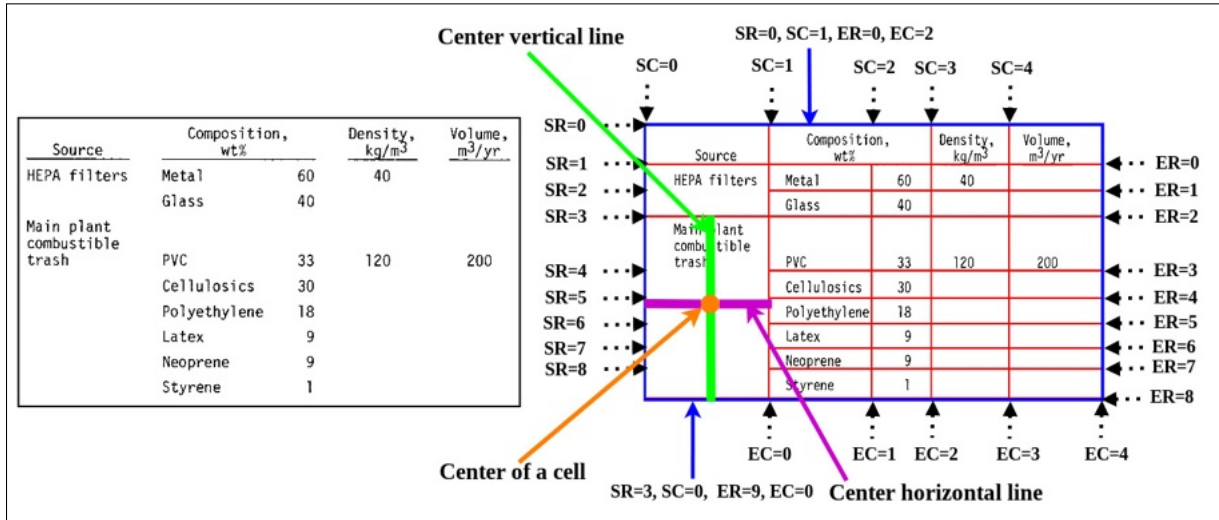 Center vertical line
SR=0, SC=1, ER=0, EC=2
SC=0 SC=1 SC=2 SC=3 SC=4
Source Composition, wt% Density, kg/m³ Volume, m³/yr
HEPA filters Metal 60 40
Glass 40
Main plant
combustible
trash PVC 33 120 200
Cellulosics 30
Polyethylene 18
Latex 9
Neoprene 9
Styrene 1
SR=0
SR=1
SR=2
SR=3
SR=4
SR=5
SR=6
SR=7
SR=8
Source Composition, wt% Density, kg/m³ Volume, m³/yr
HEPA filters Metal 60 40
Glass 40
Main plant
combustible
trash PVC 33 120 200
Cellulosics 30
Polyethylene 18
Latex 9
Neoprene 9
Styrene 1
ER=0
ER=1
ER=2
ER=3
ER=4
ER=5
ER=6
ER=7
ER=8
EC=0 EC=1 EC=2 EC=3 EC=4
Center of a cell
SR=3, SC=0, ER=9, EC=0
Center horizontal line